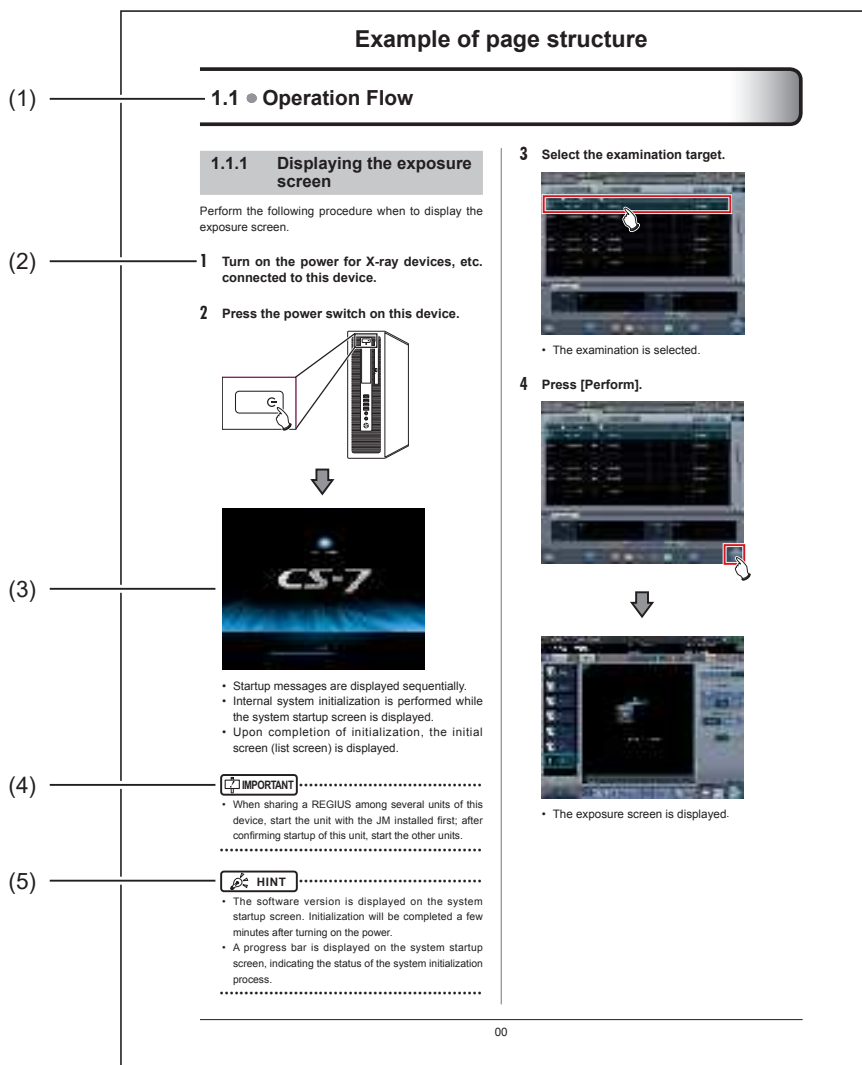 Example of page structure
(1)
1.1 ● Operation Flow
1.1.1 Displaying the exposure
screen
Perform the following procedure when to display the
exposure screen.
(2)
1 Turn on the power for X-ray devices, etc.
connected to this device.
2 Press the power switch on this device.
(3)
CS-7
• Startup messages are displayed sequentially.
• Internal system initialization is performed while
the system startup screen is displayed.
• Upon completion of initialization, the initial
screen (list screen) is displayed.
(4)
IMPORTANT
• When sharing a REGIUS among several units of this
device, start the unit with the JM installed first; after
confirming startup of this unit, start the other units.
(5)
HINT
• The software version is displayed on the system
startup screen. Initialization will be completed a few
minutes after turning on the power.
• A progress bar is displayed on the system startup
screen, indicating the status of the system initialization
process.
3 Select the examination target.
• The examination is selected.
4 Press [Perform].
• The exposure screen is displayed.
00